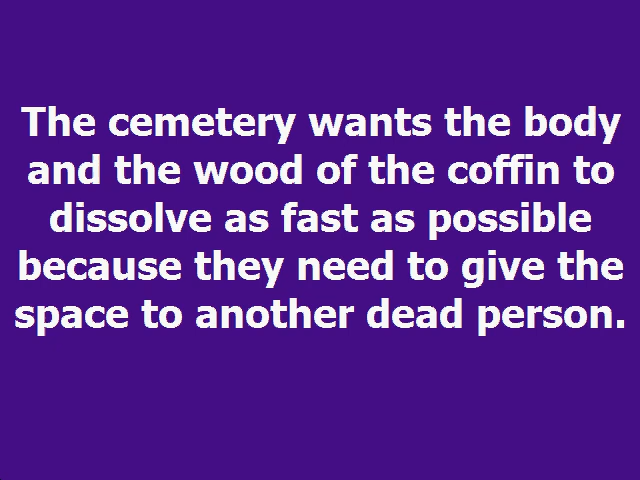 The cemetery wants the body
and the wood of the coffin to
dissolve as fast as possible
because they need to give the
space to another dead person.